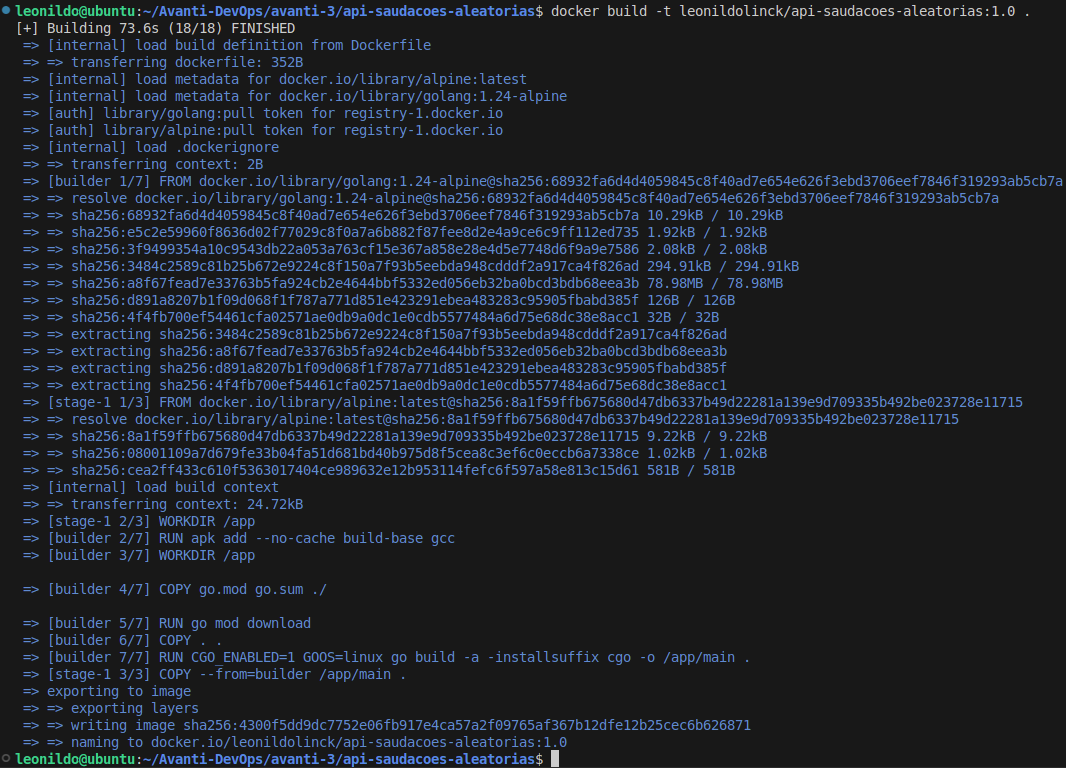 leonildo@ubuntu:~/Avanti-DevOps/avanti-3/api-saudacoes-aleatorias$ docker build -t leonildolinck/api-saudacoes-aleatorias:1.0 .
[+] Building 73.6s (18/18) FINISHED
=> [internal] load build definition from Dockerfile
=> => transferring dockerfile: 352B
=> [internal] load metadata for docker.io/library/alpine:latest
=> [internal] load metadata for docker.io/library/golang:1.24-alpine
=> [auth] library/golang:pull token for registry-1.docker.io
=> [auth] library/alpine:pull token for registry-1.docker.io
=> [internal] load .dockerignore
=> => transferring context: 2B
=> [builder 1/7] FROM docker.io/library/golang:1.24-alpine@sha256:68932fa6d4d4059845c8f40ad7e654e626f3ebd3706eef7846f319293ab5cb7a
=> => resolve docker.io/library/golang:1.24-alpine@sha256:68932fa6d4d4059845c8f40ad7e654e626f3ebd3706eef7846f319293ab5cb7a
=> => sha256:68932fa6d4d4059845c8f40ad7e654e626f3ebd3706eef7846f319293ab5cb7a 10.29kB / 10.29kB
=> => sha256:e5c2e59960f8636d02f77029c8f0a7a6b882f87fee8d2e4a9ce6c9ff112ed735 1.92kB / 1.92kB
=> => sha256:3f9499354a10c9543db22a053a763cf15e367a858e28e4d5e7748d6f9a9e7586 2.08kB / 2.08kB
=> => sha256:3484c2589c81b25b672e9224c8f150a7f93b5eebda948cdddf2a917ca4f826ad 294.91kB / 294.91kB
=> => sha256:a8f67fead7e33763b5fa924cb2e4644bbf5332ed056eb32ba0bcd3bdb68eea3b 78.98MB / 78.98MB
=> => sha256:d891a8207b1f09d068f1f787a771d851e423291ebea483283c95905fbabd385f 126B / 126B
=> => sha256:4f4fb700ef54461cfa02571ae0db9a0dc1e0cdb5577484a6d75e68dc38e8acc1 32B / 32B
=> => extracting sha256:3484c2589c81b25b672e9224c8f150a7f93b5eebda948cdddf2a917ca4f826ad
=> => extracting sha256:a8f67fead7e33763b5fa924cb2e4644bbf5332ed056eb32ba0bcd3bdb68eea3b
=> => extracting sha256:d891a8207b1f09d068f1f787a771d851e423291ebea483283c95905fbabd385f
=> => extracting sha256:4f4fb700ef54461cfa02571ae0db9a0dc1e0cdb5577484a6d75e68dc38e8acc1
=> [stage-1 1/3] FROM docker.io/library/alpine:latest@sha256:8a1f59ffb675680d47db6337b49d22281a139e9d709335b492be023728e11715
=> => resolve docker.io/library/alpine:latest@sha256:8a1f59ffb675680d47db6337b49d22281a139e9d709335b492be023728e11715
=> => sha256:8a1f59ffb675680d47db6337b49d22281a139e9d709335b492be023728e11715 9.22kB / 9.22kB
=> => sha256:08001109a7d679fe33b04fa51d681bd40b975d8f5cea8c3ef6c0eccb6a7338ce 1.02kB / 1.02kB
=> => sha256:cea2ff433c610f5363017404ce989632e12b953114fefc6f597a58e813c15d61 581B / 581B
=> [internal] load build context
=> => transferring context: 24.72kB
=> [stage-1 2/3] WORKDIR /app
=> [builder 2/7] RUN apk add --no-cache build-base gcc
=> [builder 3/7] WORKDIR /app
=> [builder 4/7] COPY go.mod go.sum ./
=> [builder 5/7] RUN go mod download
=> [builder 6/7] COPY . .
=> [builder 7/7] RUN CGO_ENABLED=1 GOOS=linux go build -a -installsuffix cgo -o /app/main .
=> [stage-1 3/3] COPY --from=builder /app/main .
=> exporting to image
=> => exporting layers
=> => writing image sha256:4300f5dd9dc7752e06fb917e4ca57a2f09765af367b12dfe12b25cec6b626871
=> => naming to docker.io/leonildolinck/api-saudacoes-aleatorias:1.0
leonildo@ubuntu:~/Avanti-DevOps/avanti-3/api-saudacoes-aleatorias$